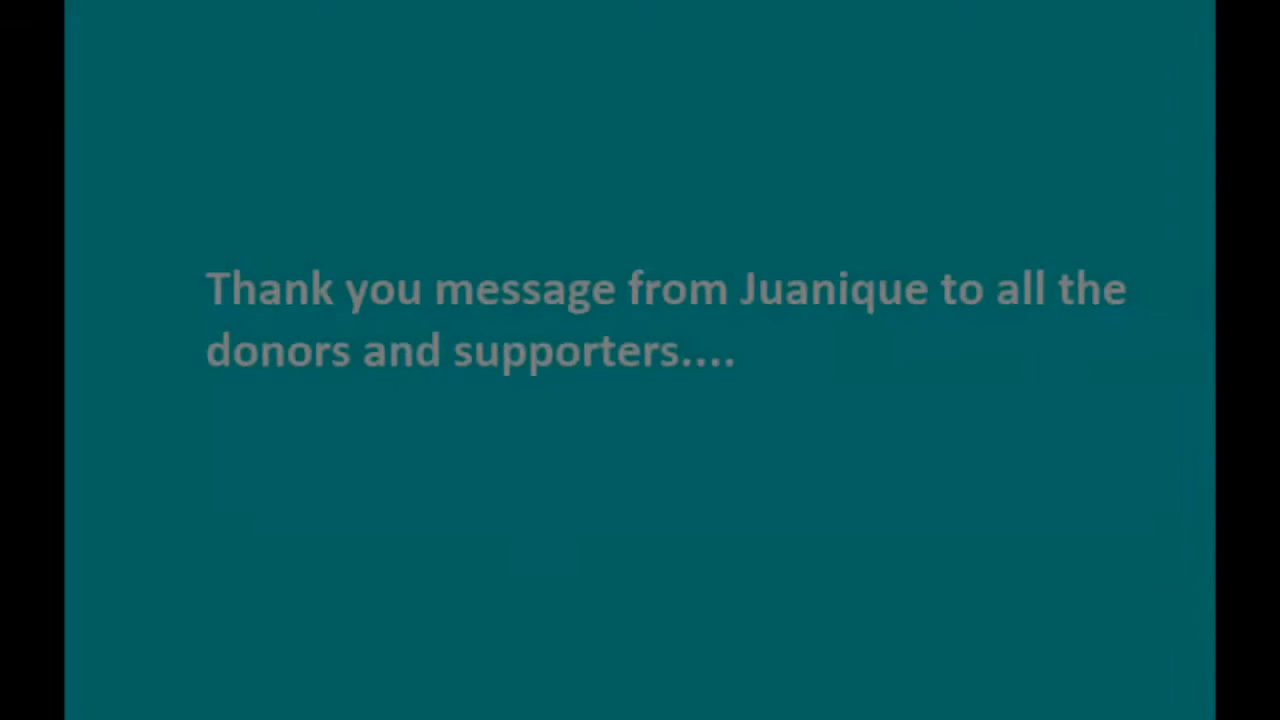 Thank you message from Juanique to all the
donors and supporters....